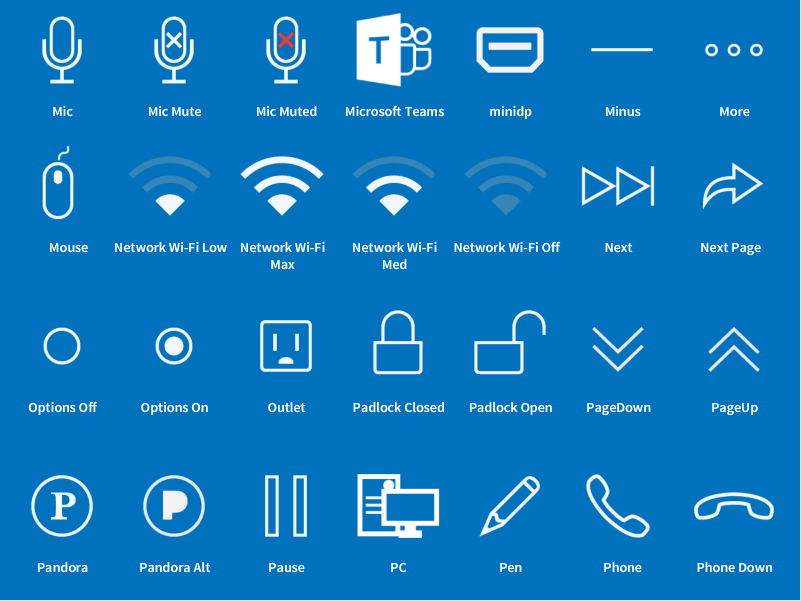 T
Mic Mic Mute Mic Muted Microsoft Teams minidp Minus More
Mouse Network Wi-Fi Low Network Wi-Fi Network Wi-Fi Network Wi-Fi Off Next Next Page
Max Med
Options Off Options On Outlet Padlock Closed Padlock Open PageDown PageUp
P P
Pandora Pandora Alt Pause PC Pen Phone Phone Down